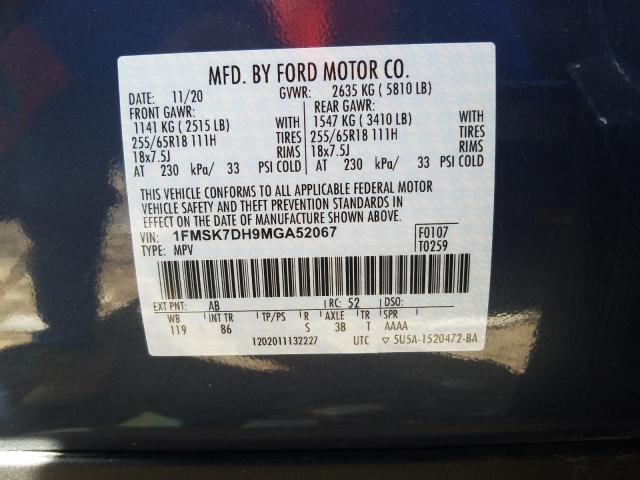 MFD. BY FORD MOTOR CO.
DATE: 11/20 GVWR: 2635 KG ( 5810 LB)
FRONT GAWR: REAR GAWR:
1141 KG ( 2515 LB) WITH 1547 KG ( 3410 LB) WITH
255/65R18 111H TIRES 255/65R18 111H TIRES
18x7.5J RIMS 18x7.5J RIMS
AT 230 kPa/ 33 PSI COLD AT 230 kPa/ 33 PSI COLD
THIS VEHICLE CONFORMS TO ALL APPLICABLE FEDERAL MOTOR
VEHICLE SAFETY AND THEFT PREVENTION STANDARDS IN
EFFECT ON THE DATE OF MANUFACTURE SHOWN ABOVE.
VIN: 1FMSK7DH9MGA52067 F0107
TYPE: MPV T0259
EXT PNT: AB RC: 52 DSO:
WB INT TR TP/PS R AXLE TR SPR
119 86 S 3B T AAAA
1202011132227 UTC ▽ 5U5A-1520472-BA